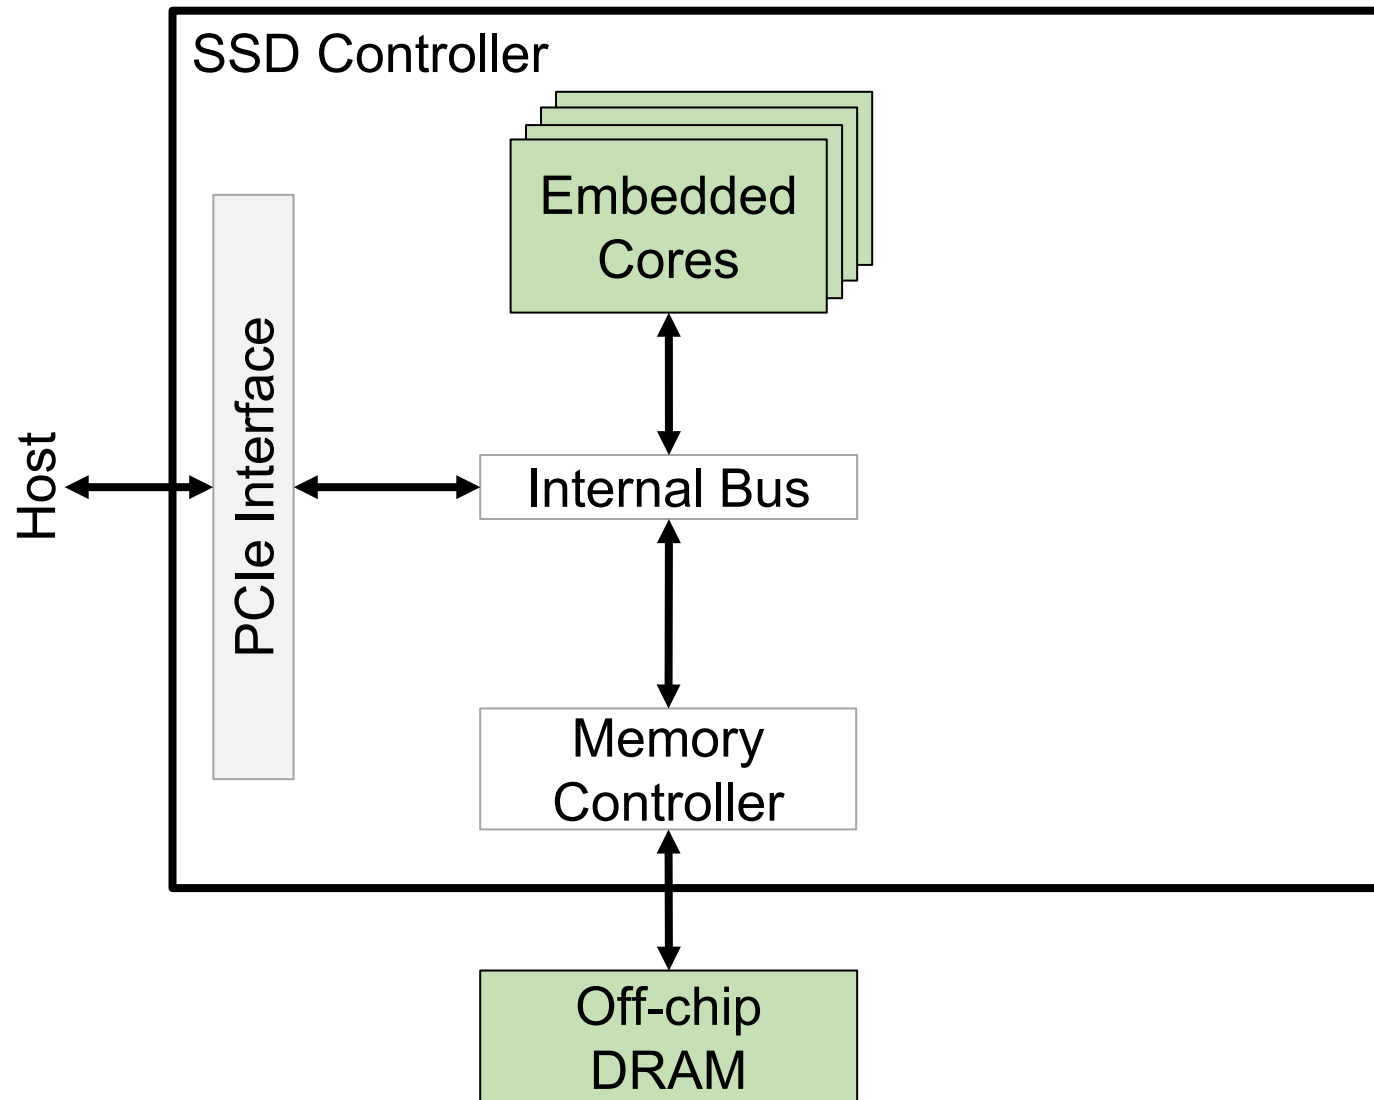 SSD Controller
Embedded
Cores
Host
PCIe Interface
Internal Bus
Memory
Controller
Off-chip
DRAM